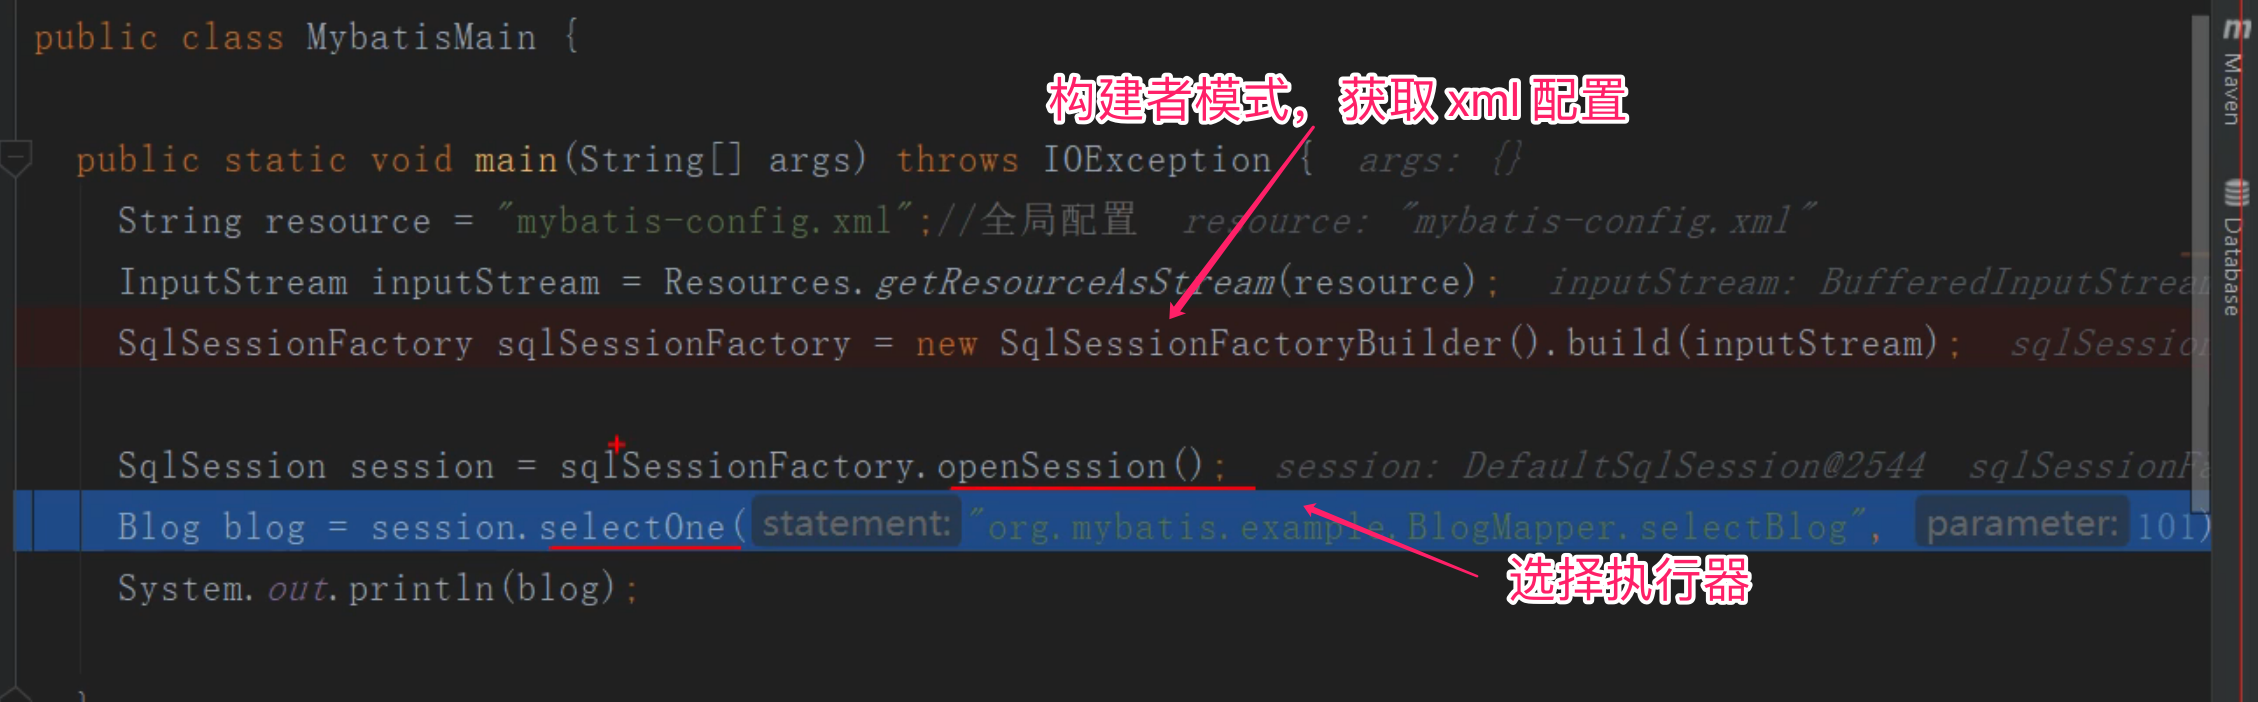 public class MybatisMain {
构建者模式，获取 xml 配置
public static void main(String[] args) throws IOException { args: {}
String resource = "mybatis-config.xml";//全局配置 resource: "mybatis-config.xml"
InputStream inputStream = Resources.getResourceAsStream(resource); inputStream: BufferedInputStrea
SqlSessionFactory sqlSessionFactory = new SqlSessionFactoryBuilder().build(inputStream); sqlSession
SqlSession session = sqlSessionFactory.openSession(); session: DefaultSqlSession@2544 sqlSessionFa
Blog blog = session.selectOne( statement: "org.mybatis.example.BlogMapper.selectBlog", parameter: 101)
选择执行器
System.out.println(blog);
}
m
Maven
Database